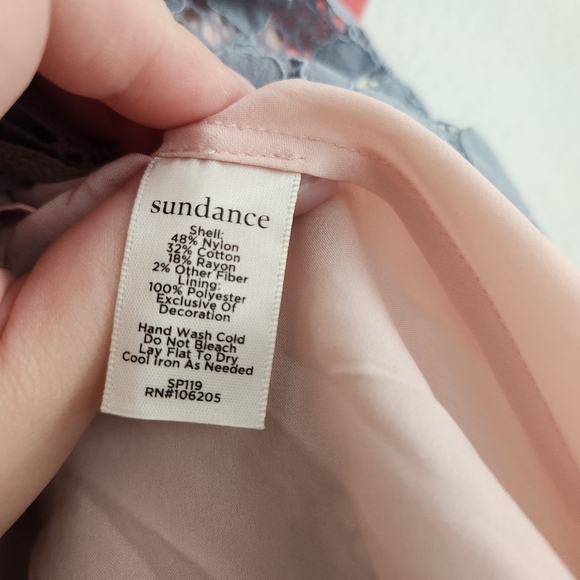 sundance
Shell:
48% Nylon
32% Cotton
18% Rayon
2% Other Fiber
Lining:
100% Polyester
Exclusive Of
Decoration
Hand Wash Cold
Do Not Bleach
Lay Flat To Dry
Cool Iron As Needed
SP119
RN#106205